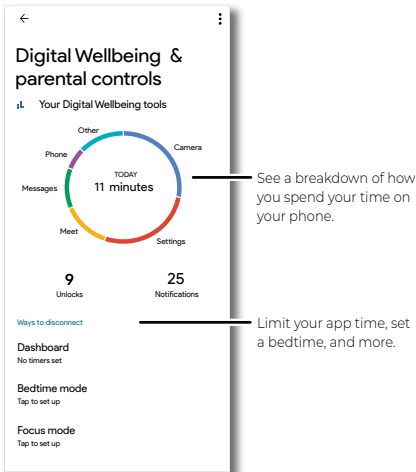 Digital Wellbeing &
parental controls
Your Digital Wellbeing tools
Other
Camera
Phone
TODAY
11 minutes
Messages
Meet
Settings
9
Unlocks
25
Notifications
Ways to disconnect
Dashboard
No timers set
Bedtime mode
Tap to set up
Focus mode
Tap to set up
See a breakdown of how
you spend your time on
your phone.
Limit your app time, set
a bedtime, and more.